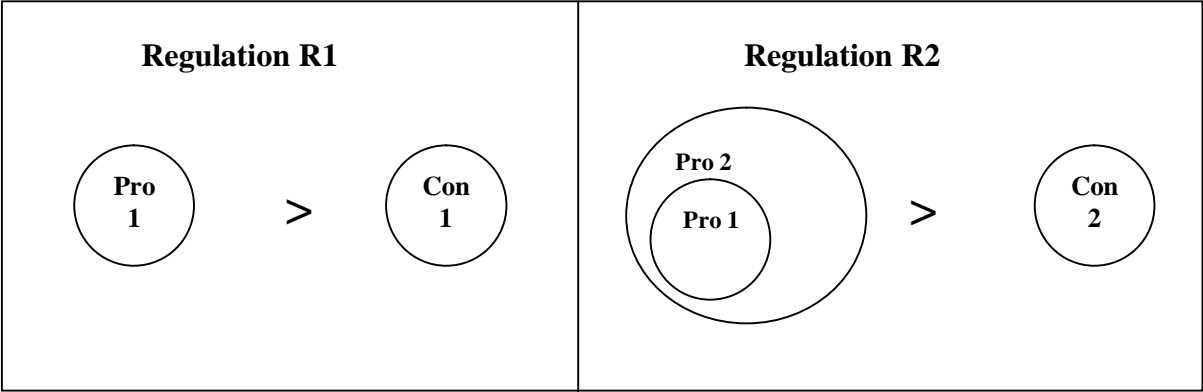 Regulation R1
Pro
1
>
Con
1
Regulation R2
Pro 2
Pro 1
>
Con
2